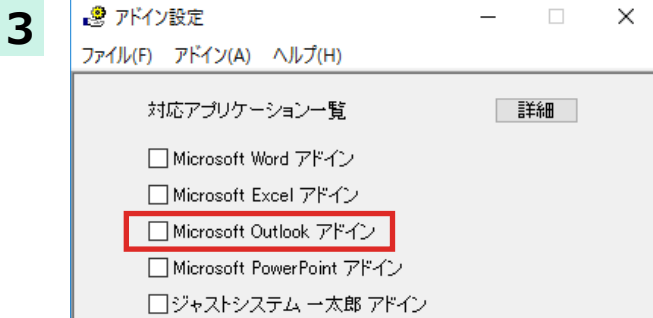 3
アドイン設定
ファイル(F) アドイン(A) ヘルプ(H)
対応アプリケーション一覧 詳細
Microsoft Word アドイン
Microsoft Excel アドイン
Microsoft Outlook アドイン
Microsoft PowerPoint アドイン
ジャストシステム 一太郎 アドイン